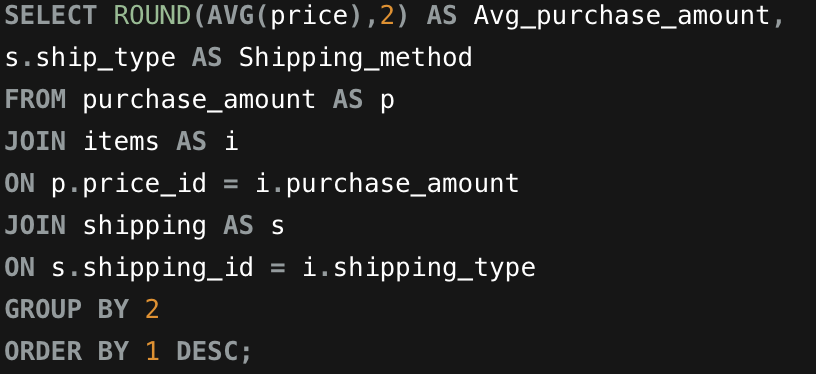 SELECT ROUND(AVG(price),2) AS Avg_purchase_amount,
s.ship_type AS Shipping_method
FROM purchase_amount AS p
JOIN items AS i
ON p.price_id = i.purchase_amount
JOIN shipping AS s
ON s.shipping_id = i.shipping_type
GROUP BY 2
ORDER BY 1 DESC;